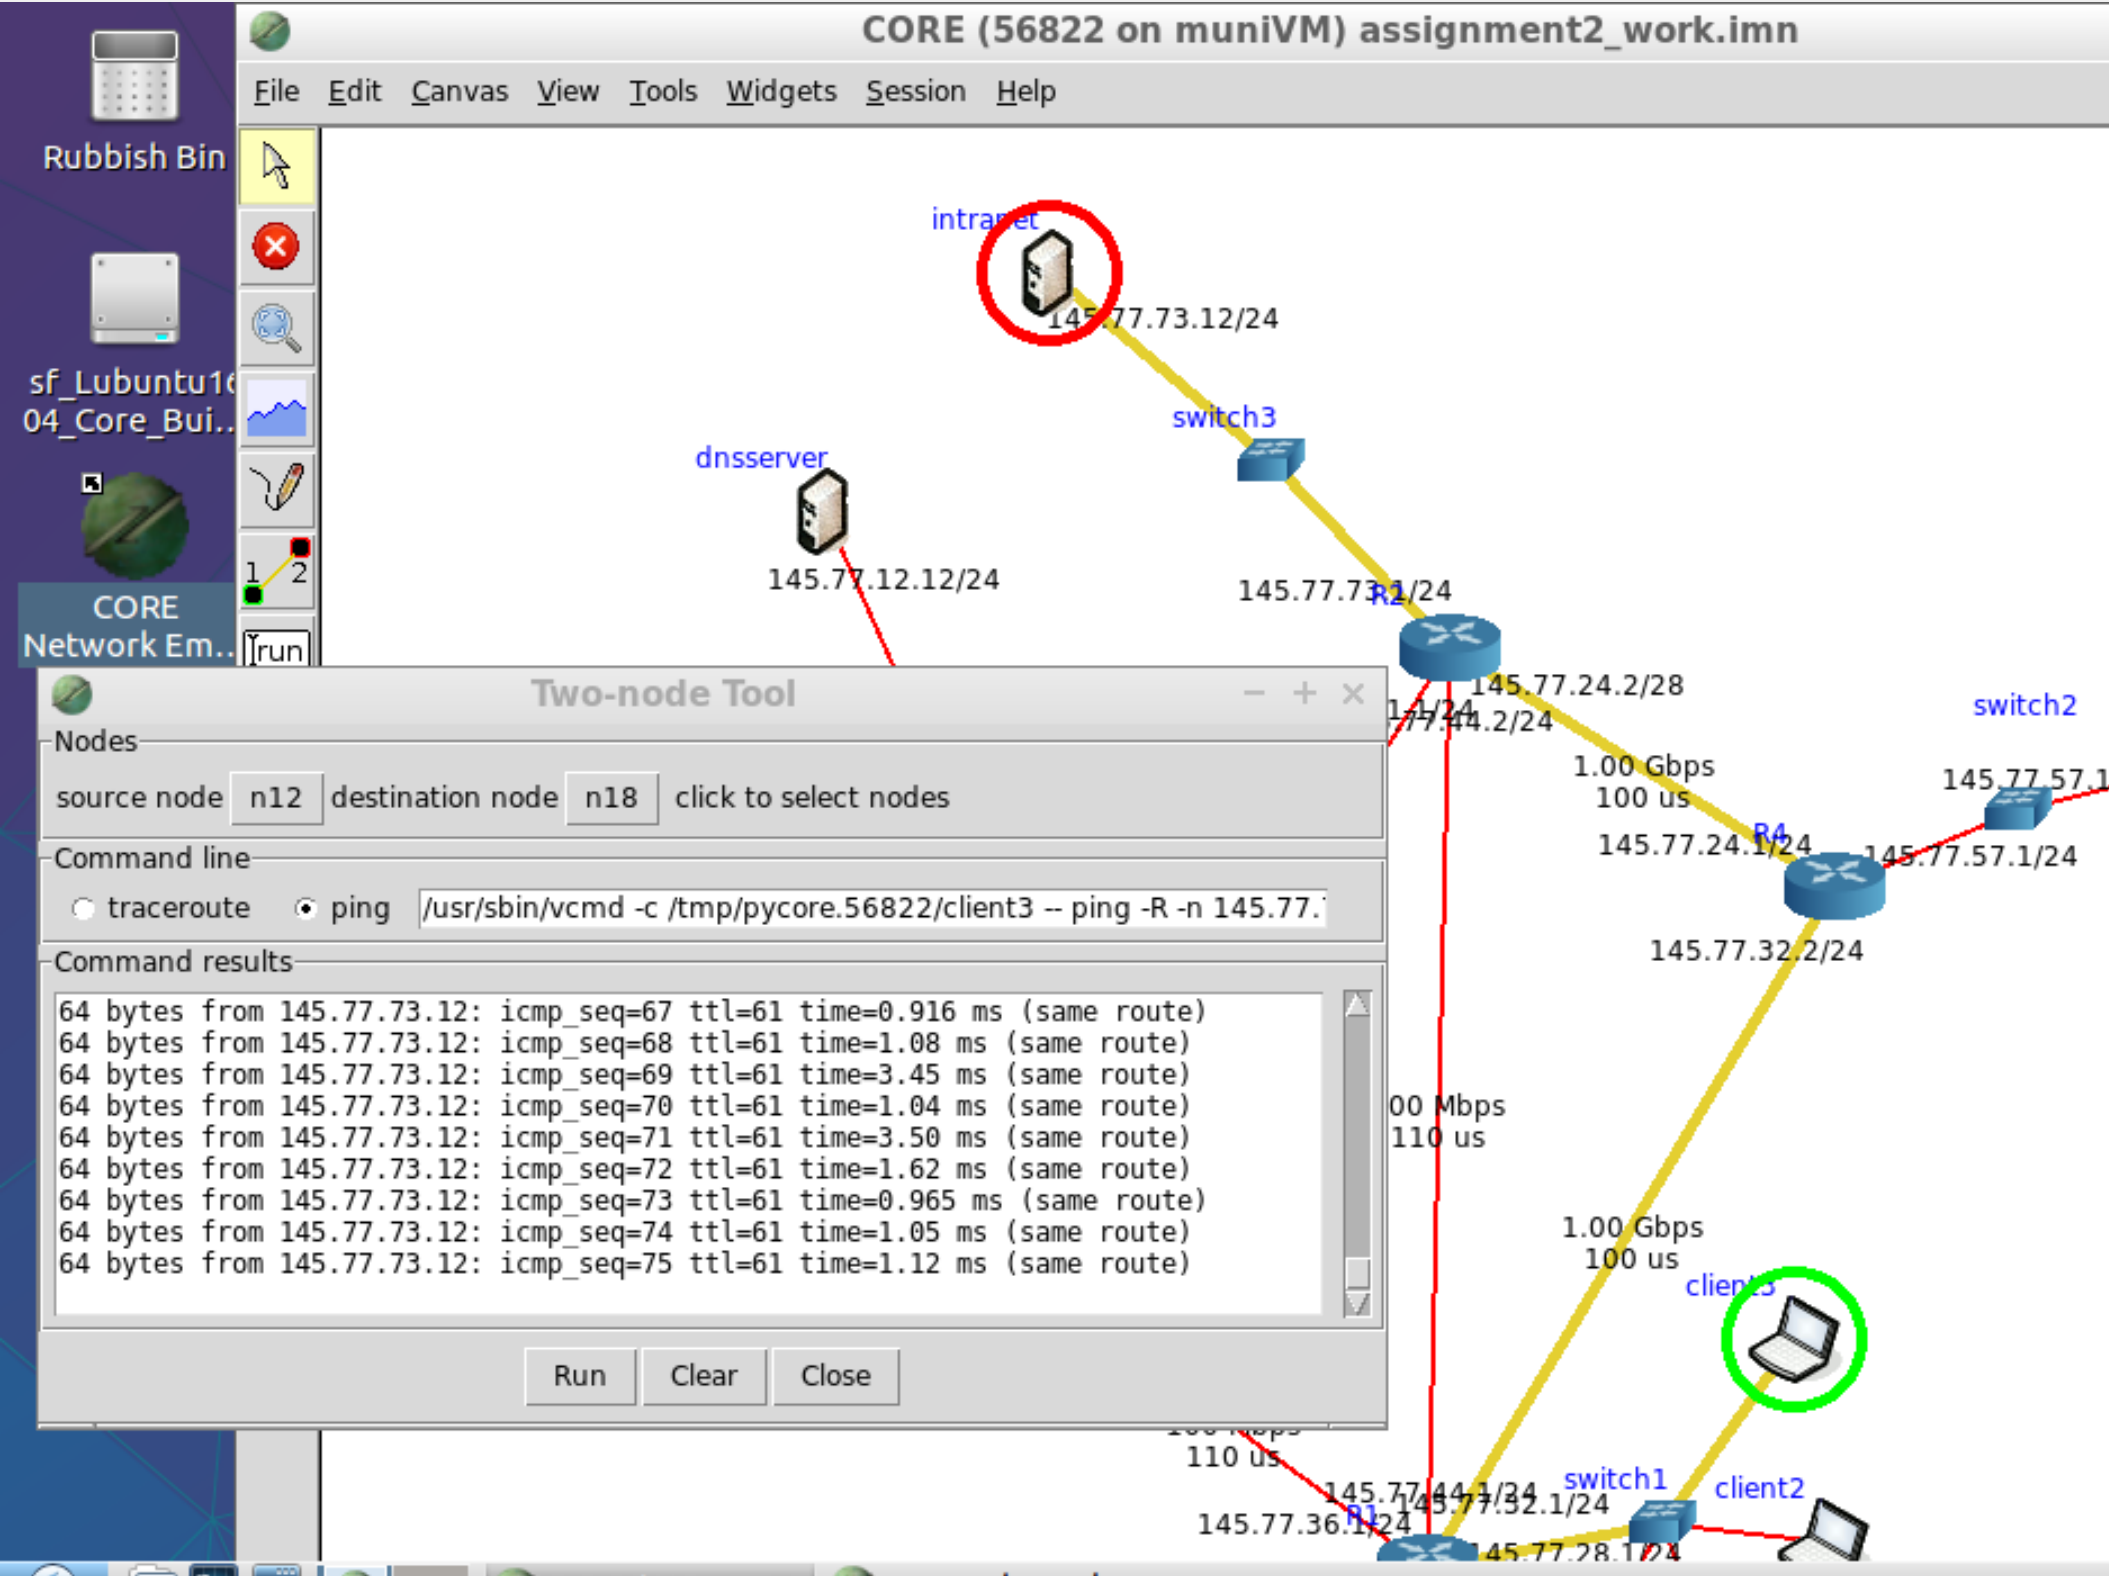 CORE (56822 on muniVM) assignment2_work.imn
File Edit Canvas View Tools Widgets Session Help
Rubbish Bin
sf_Lubuntu16
04_Core_Bui..
CORE
Network Em..
1 2
run
intranet
145.77.73.12/24
switch3
dnsserver
145.77.12.12/24
145.77.73.1/24
R2
145.77.24.2/28
.77.44.2/24
switch2
1.00 Gbps
100 us
145.77.57.1
R4
145.77.24.1/24
145.77.57.1/24
145.77.32.2/24
Two-node Tool
Nodes
source node n12 destination node n18 click to select nodes
Command line
traceroute ping /usr/sbin/vcmd -c /tmp/pycore.56822/client3 -- ping -R -n 145.77.
Command results
64 bytes from 145.77.73.12: icmp_seq=67 ttl=61 time=0.916 ms (same route)
64 bytes from 145.77.73.12: icmp_seq=68 ttl=61 time=1.08 ms (same route)
64 bytes from 145.77.73.12: icmp_seq=69 ttl=61 time=3.45 ms (same route)
64 bytes from 145.77.73.12: icmp_seq=70 ttl=61 time=1.04 ms (same route)
64 bytes from 145.77.73.12: icmp_seq=71 ttl=61 time=3.50 ms (same route)
64 bytes from 145.77.73.12: icmp_seq=72 ttl=61 time=1.62 ms (same route)
64 bytes from 145.77.73.12: icmp_seq=73 ttl=61 time=0.965 ms (same route)
64 bytes from 145.77.73.12: icmp_seq=74 ttl=61 time=1.05 ms (same route)
64 bytes from 145.77.73.12: icmp_seq=75 ttl=61 time=1.12 ms (same route)
Run Clear Close
00 Mbps
110 us
1.00 Gbps
100 us
client3
110 us
switch1
client2
145.77.44.1/24
145.77.32.1/24
R1
145.77.36.1/24
145.77.28.1/24